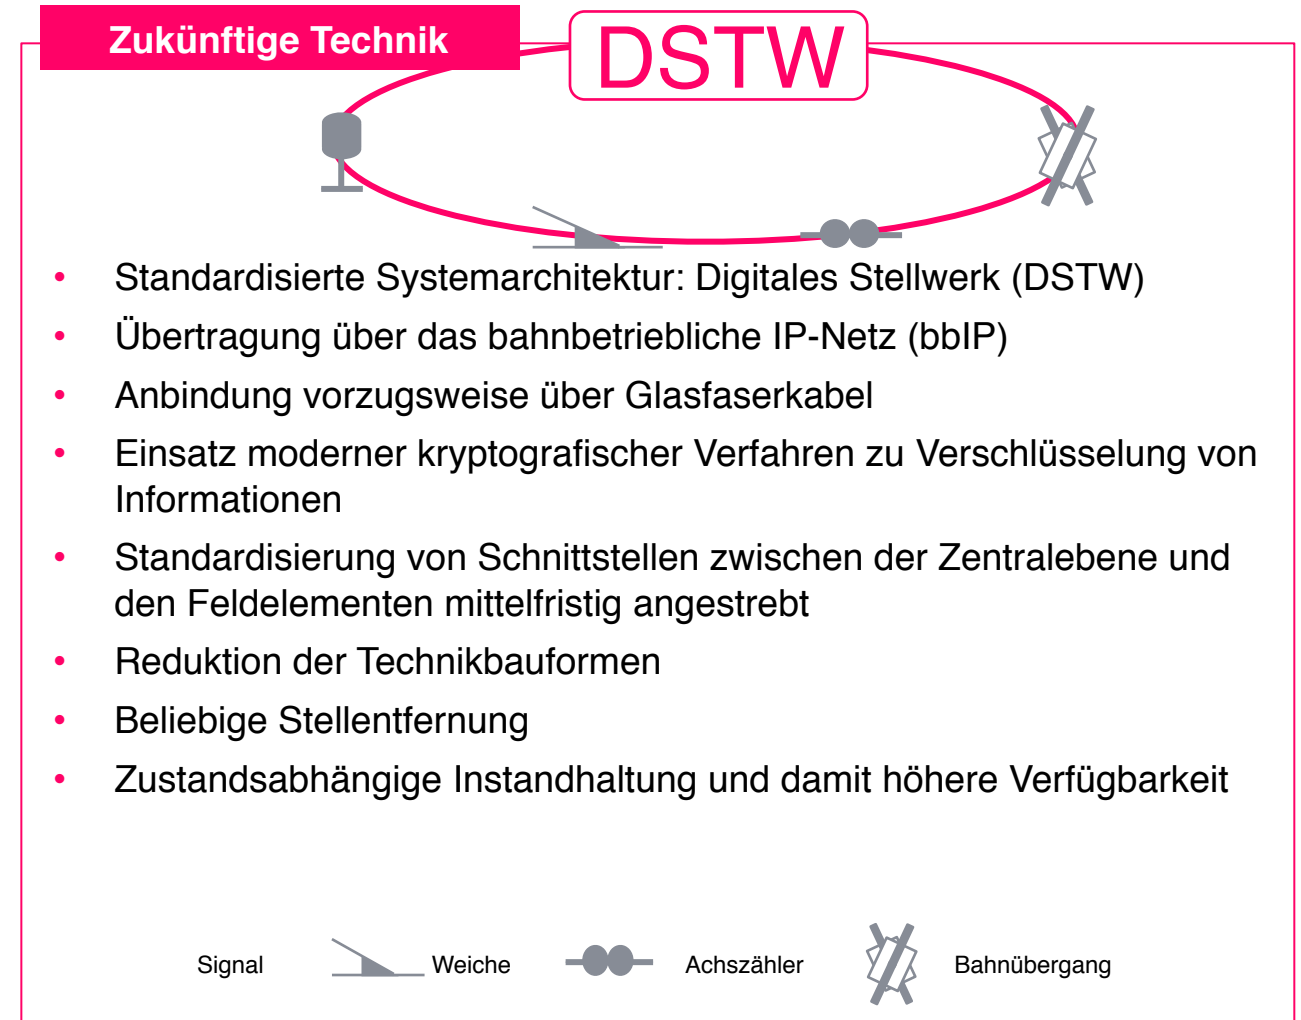 Zukünftige Technik
DSTW
• Standardisierte Systemarchitektur: Digitales Stellwerk (DSTW)
• Übertragung über das bahnbetriebliche IP-Netz (bbIP)
• Anbindung vorzugsweise über Glasfaserkabel
• Einsatz moderner kryptografischer Verfahren zu Verschlüsselung von
Informationen
• Standardisierung von Schnittstellen zwischen der Zentralebene und
den Feldelementen mittelfristig angestrebt
• Reduktion der Technikbauformen
• Beliebige Stellentfernung
• Zustandsabhängige Instandhaltung und damit höhere Verfügbarkeit
Signal Weiche Achszähler Bahnübergang